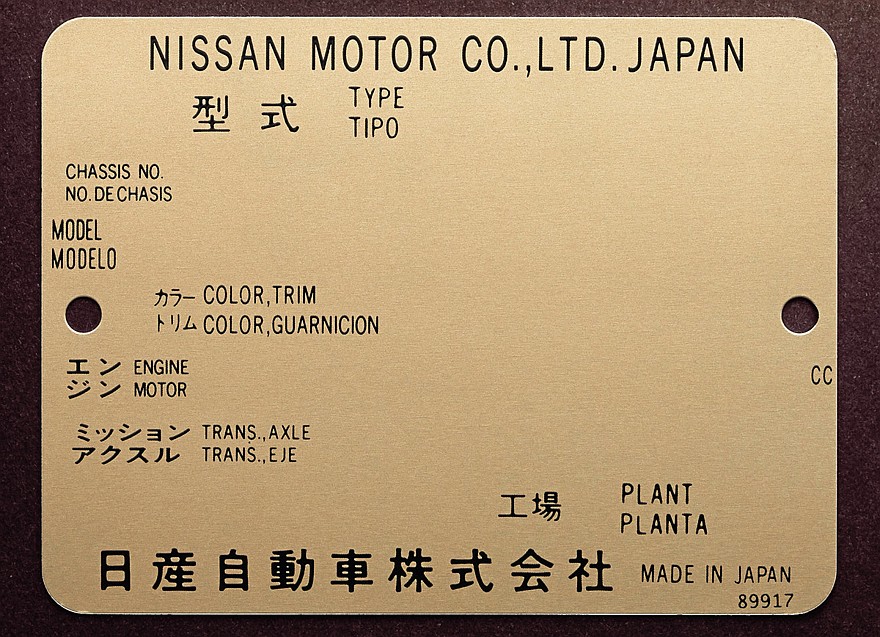 NISSAN MOTOR CO.,LTD. JAPAN
型式 TYPE
TIPO
CHASSIS NO.
NO. DE CHASIS
MODEL
MODELO
カラー COLOR,TRIM
トリム COLOR,GUARNICION
エン ENGINE
ジン MOTOR
CC
ミッション TRANS.,AXLE
アクスル TRANS.,EJE
工場 PLANT
PLANTA
日産自動車株式会社 MADE IN JAPAN
89917